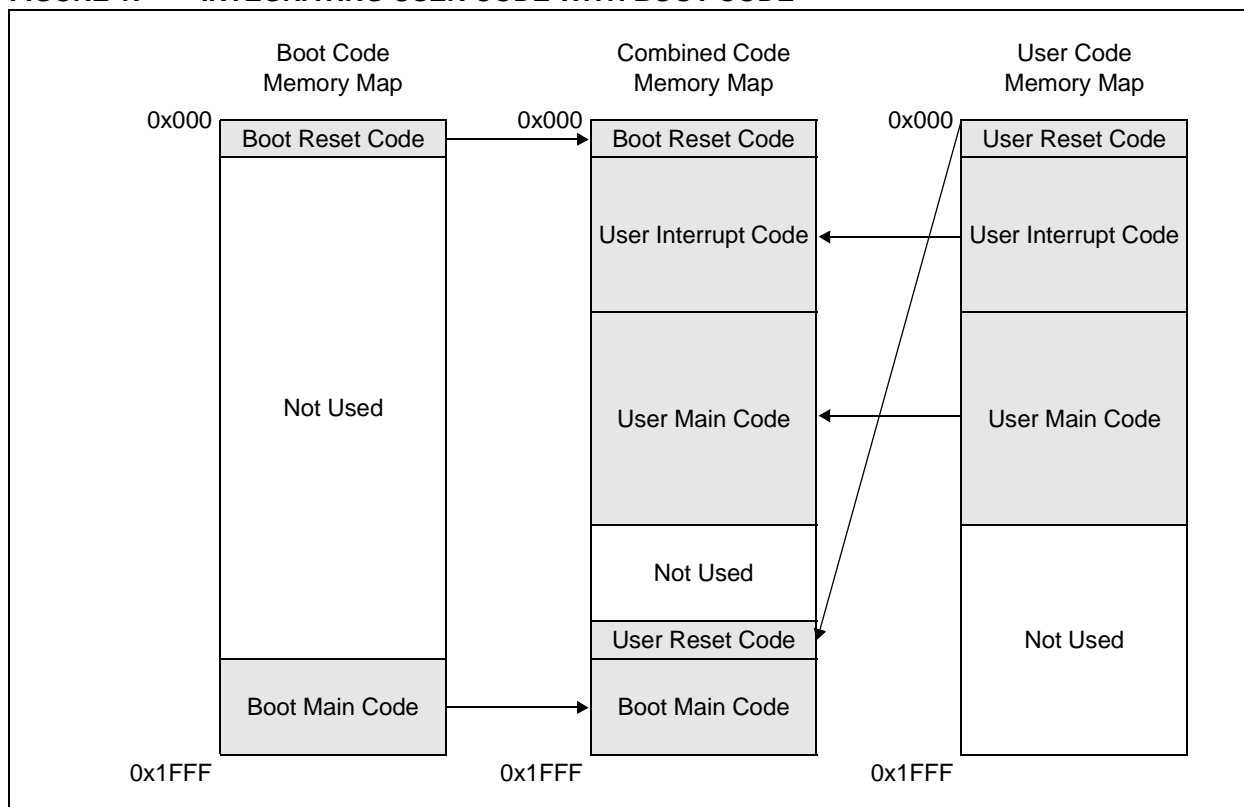 Boot Code
Memory Map
Combined Code
Memory Map
User Code
Memory Map
0x000
Boot Reset Code
Not Used
Boot Main Code
0x1FFF
0x000
Boot Reset Code
User Interrupt Code
User Main Code
Not Used
User Reset Code
Boot Main Code
0x1FFF
0x000
User Reset Code
User Interrupt Code
User Main Code
Not Used
0x1FFF